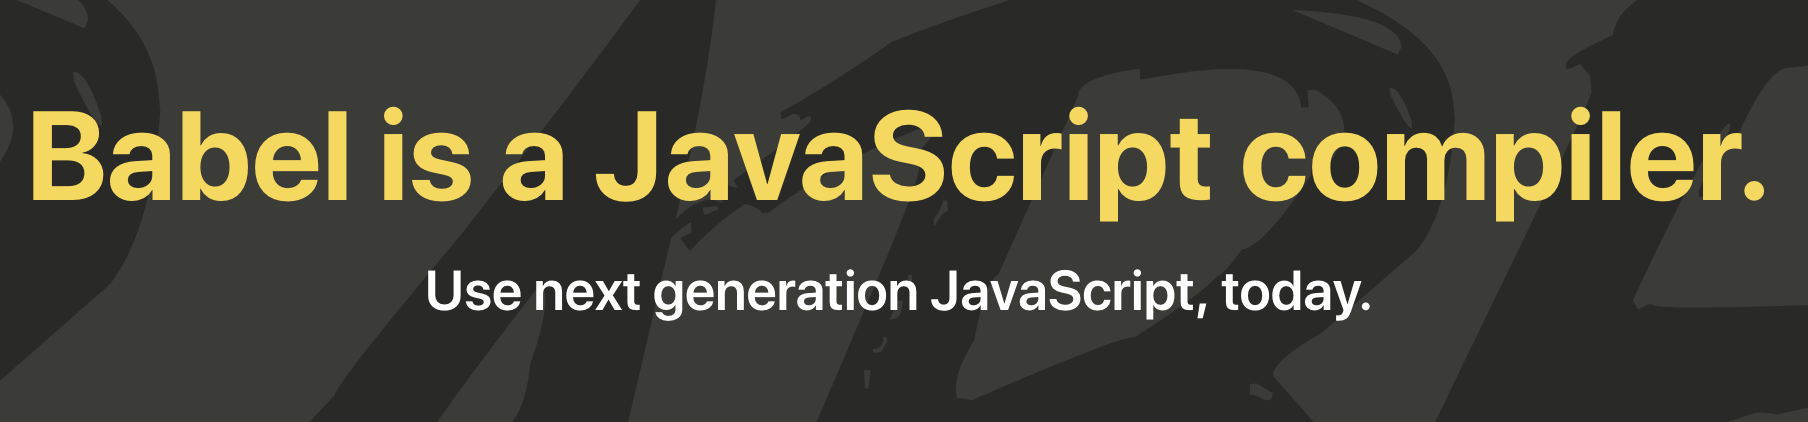 Babel is a JavaScript compiler.
Use next generation JavaScript, today.